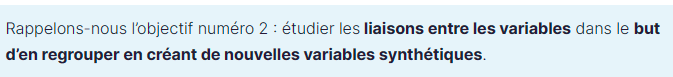 Rappelons-nous l’objectif numéro 2 : étudier les liaisons entre les variables dans le but
d’en regrouper en créant de nouvelles variables synthétiques.